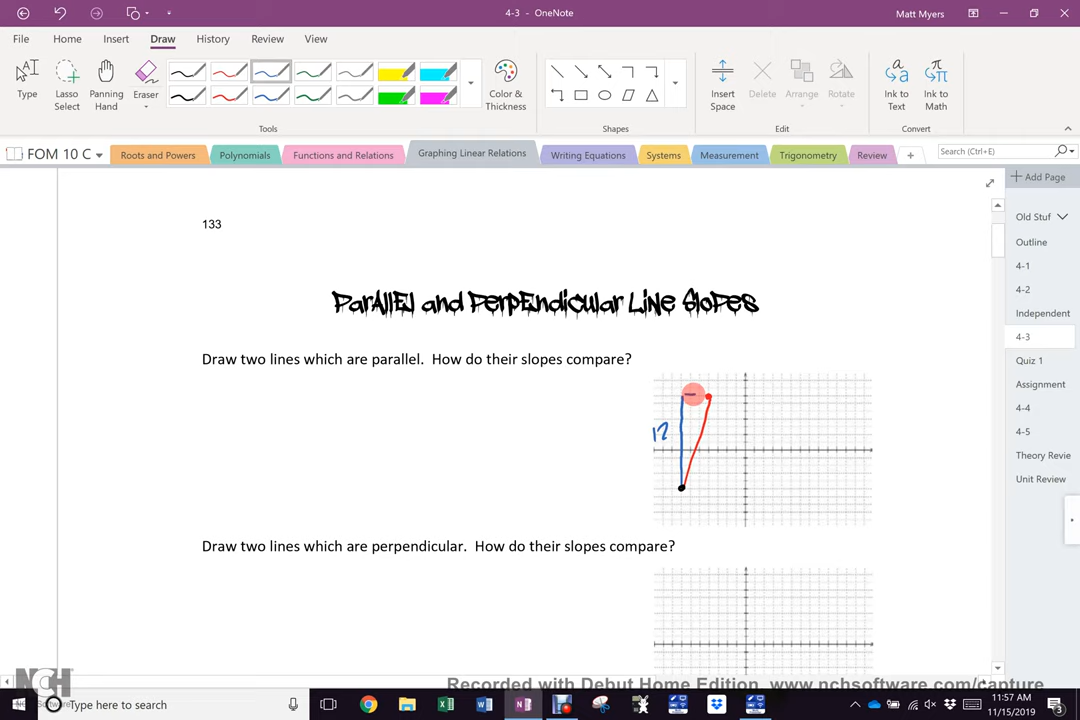 4-3 - OneNote
Matt Myers
File Home Insert Draw History Review View
Type
Lasso Select
Panning Hand
Eraser
Color & Thickness
Insert Space
Delete
Arrange
Rotate
Ink to Text
Ink to Math
Tools
Shapes
Edit
Convert
FOM 10 C
Roots and Powers
Polynomials
Functions and Relations
Graphing Linear Relations
Writing Equations
Systems
Measurement
Trigonometry
Review
Search (Ctrl+E)
Add Page
Old Stuf
Outline
4-1
4-2
Independent
4-3
Quiz 1
Assignment
4-4
4-5
Theory Revie
Unit Review
133
ParAllEl and PerpEndicular LiNE SloPEs
Draw two lines which are parallel. How do their slopes compare?
12
Draw two lines which are perpendicular. How do their slopes compare?
NCH
Recorded with Debut Home Edition www.nchsoftware.com/capture
Type here to search
11:57 AM
11/15/2019
3